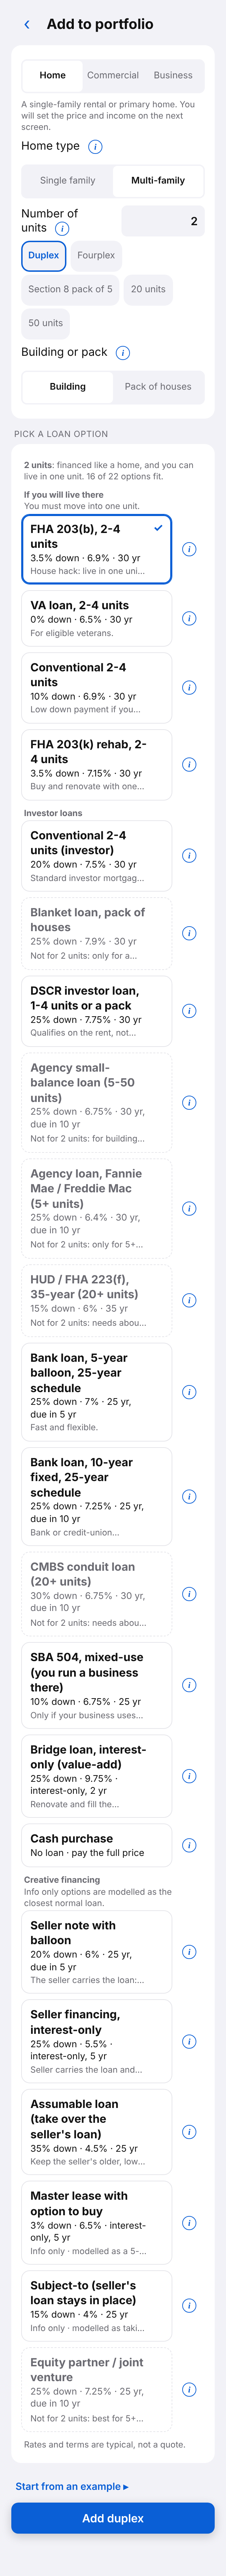 Add to portfolio
Home Commercial Business
A single-family rental or primary home. You
will set the price and income on the next
screen.
Home type
Single family Multi-family
Number of
units
2
Duplex Fourplex
Section 8 pack of 5 20 units
50 units
Building or pack
Building Pack of houses
PICK A LOAN OPTION
2 units: financed like a home, and you can
live in one unit. 16 of 22 options fit.
If you will live there
You must move into one unit.
FHA 203(b), 2-4
units
3.5% down · 6.9% · 30 yr
House hack: live in one uni...
VA loan, 2-4 units
0% down · 6.5% · 30 yr
For eligible veterans.
Conventional 2-4
units
10% down · 6.9% · 30 yr
Low down payment if you...
FHA 203(k) rehab, 2-
4 units
3.5% down · 7.15% · 30 yr
Buy and renovate with one...
Investor loans
Conventional 2-4
units (investor)
20% down · 7.5% · 30 yr
Standard investor mortgag...
Blanket loan, pack of
houses
25% down · 7.9% · 30 yr
Not for 2 units: only for a...
DSCR investor loan,
1-4 units or a pack
25% down · 7.75% · 30 yr
Qualifies on the rent, not...
Agency small-
balance loan (5-50
units)
25% down · 6.75% · 30 yr,
due in 10 yr
Not for 2 units: for building...
Agency loan, Fannie
Mae / Freddie Mac
(5+ units)
25% down · 6.4% · 30 yr,
due in 10 yr
Not for 2 units: only for 5+...
HUD / FHA 223(f),
35-year (20+ units)
15% down · 6% · 35 yr
Not for 2 units: needs abou...
Bank loan, 5-year
balloon, 25-year
schedule
25% down · 7% · 25 yr,
due in 5 yr
Fast and flexible.
Bank loan, 10-year
fixed, 25-year
schedule
25% down · 7.25% · 25 yr,
due in 10 yr
Bank or credit-union...
CMBS conduit loan
(20+ units)
30% down · 6.75% · 30 yr,
due in 10 yr
Not for 2 units: needs abou...
SBA 504, mixed-use
(you run a business
there)
10% down · 6.75% · 25 yr
Only if your business uses...
Bridge loan, interest-
only (value-add)
25% down · 9.75% ·
interest-only, 2 yr
Renovate and fill the...
Cash purchase
No loan · pay the full price
Creative financing
Info only options are modelled as the
closest normal loan.
Seller note with
balloon
20% down · 6% · 25 yr,
due in 5 yr
The seller carries the loan:...
Seller financing,
interest-only
25% down · 5.5% ·
interest-only, 5 yr
Seller carries the loan and...
Assumable loan
(take over the
seller's loan)
35% down · 4.5% · 25 yr
Keep the seller's older, low...
Master lease with
option to buy
3% down · 6.5% · interest-
only, 5 yr
Info only · modelled as a 5-...
Subject-to (seller's
loan stays in place)
15% down · 4% · 25 yr
Info only · modelled as taki...
Equity partner / joint
venture
25% down · 7.25% · 25 yr,
due in 10 yr
Not for 2 units: best for 5+...
Rates and terms are typical, not a quote.
Start from an example ▸
Add duplex